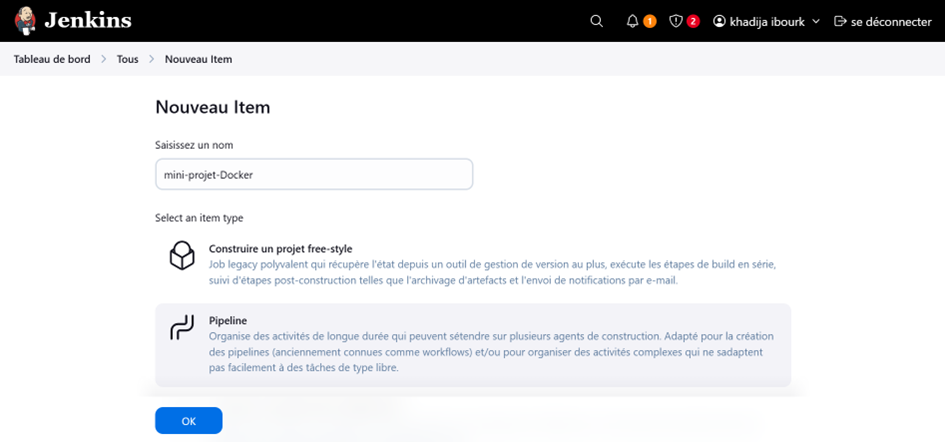 Jenkins
1
2
khadija ibourk
se déconnecter
Tableau de bord > Tous > Nouveau Item
Nouveau Item
Saisissez un nom
mini-projet-Docker
Select an item type
Construire un projet free-style
Job legacy polyvalent qui récupère l'état depuis un outil de gestion de version au plus, exécute les étapes de build en série,
suivi d'étapes post-construction telles que l'archivage d'artefacts et l'envoi de notifications par e-mail.
Pipeline
Organise des activités de longue durée qui peuvent sétendre sur plusieurs agents de construction. Adapté pour la création
des pipelines (anciennement connues comme workflows) et/ou pour organiser des activités complexes qui ne sadaptent
pas facilement à des tâches de type libre.
OK